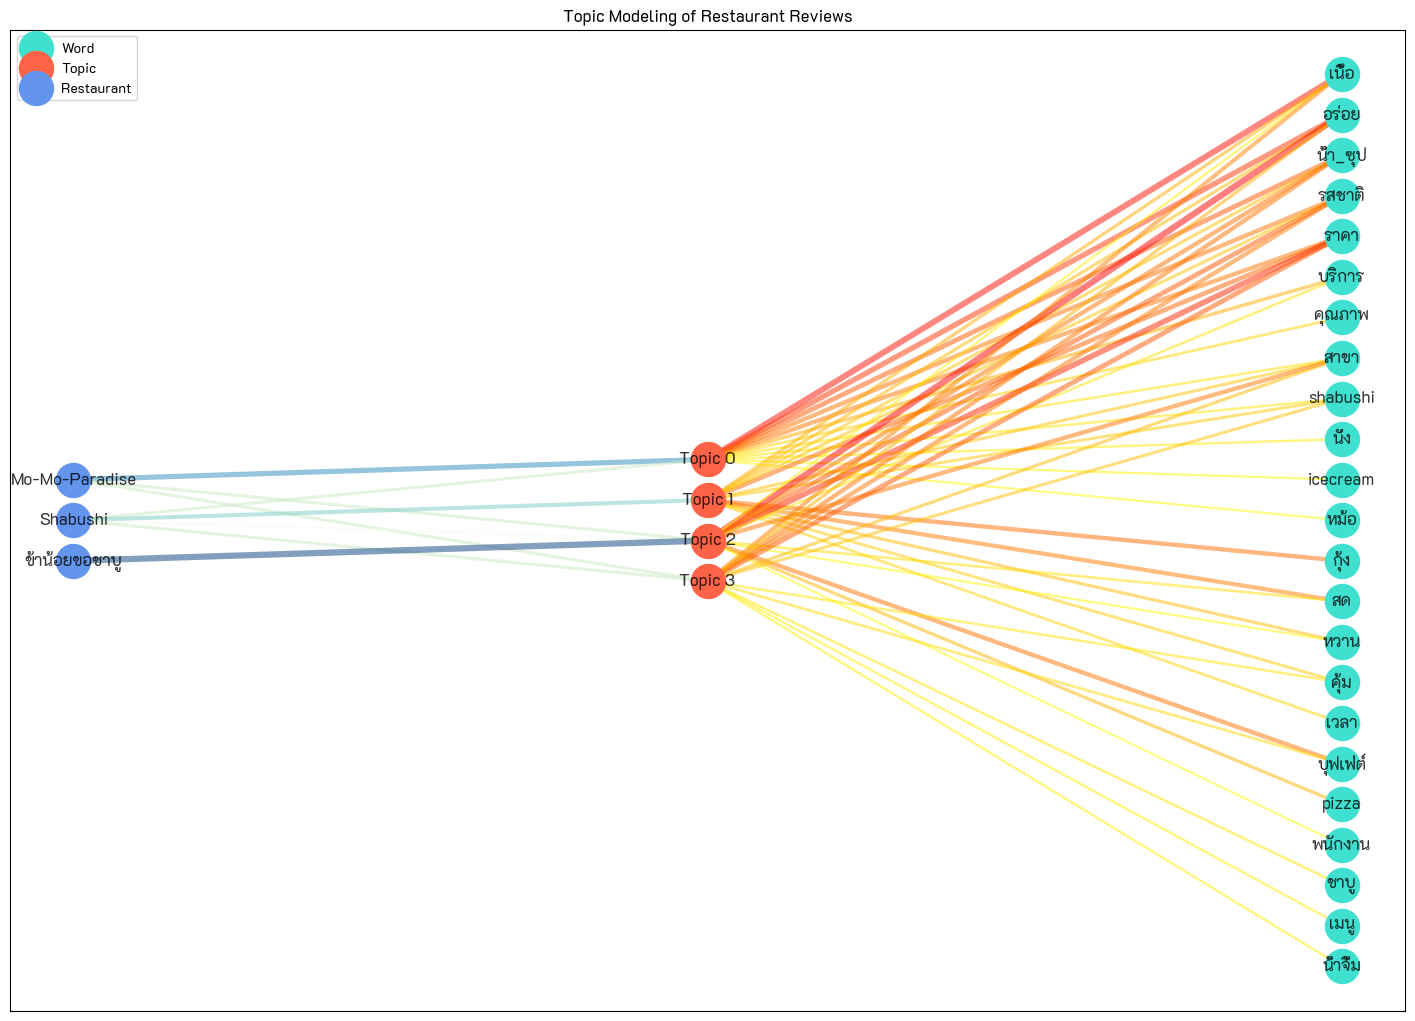 Topic Modeling of Restaurant Reviews
Word
Topic
Restaurant
Mo-Mo-Paradise
Shabushi
ข้าน้อยขอชาบู
Topic 0
Topic 1
Topic 2
Topic 3
เนื้อ
อร่อย
น้ำ_ซุป
รสชาติ
ราคา
บริการ
คุณภาพ
สาขา
shabushi
นั่ง
icecream
หม้อ
กุ้ง
สด
หวาน
คุ้ม
เวลา
บุฟเฟต์
pizza
พนักงาน
ชาบู
เมนู
น้ำจิ้ม